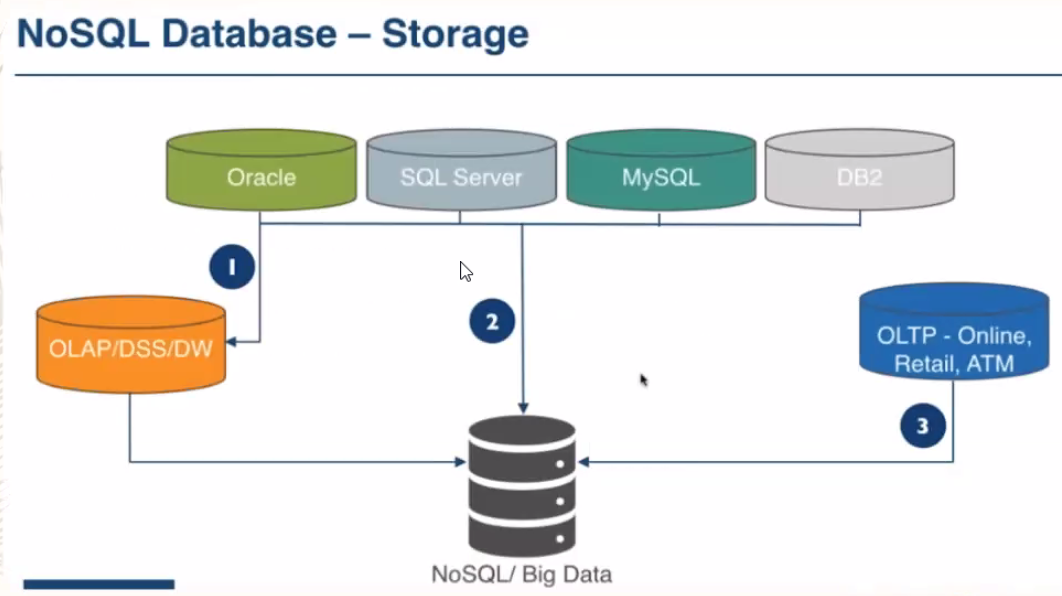 NoSQL Database – Storage
Oracle
SQL Server
MySQL
DB2
1
2
OLAP/DSS/DW
OLTP - Online,
Retail, ATM
3
NoSQL/ Big Data